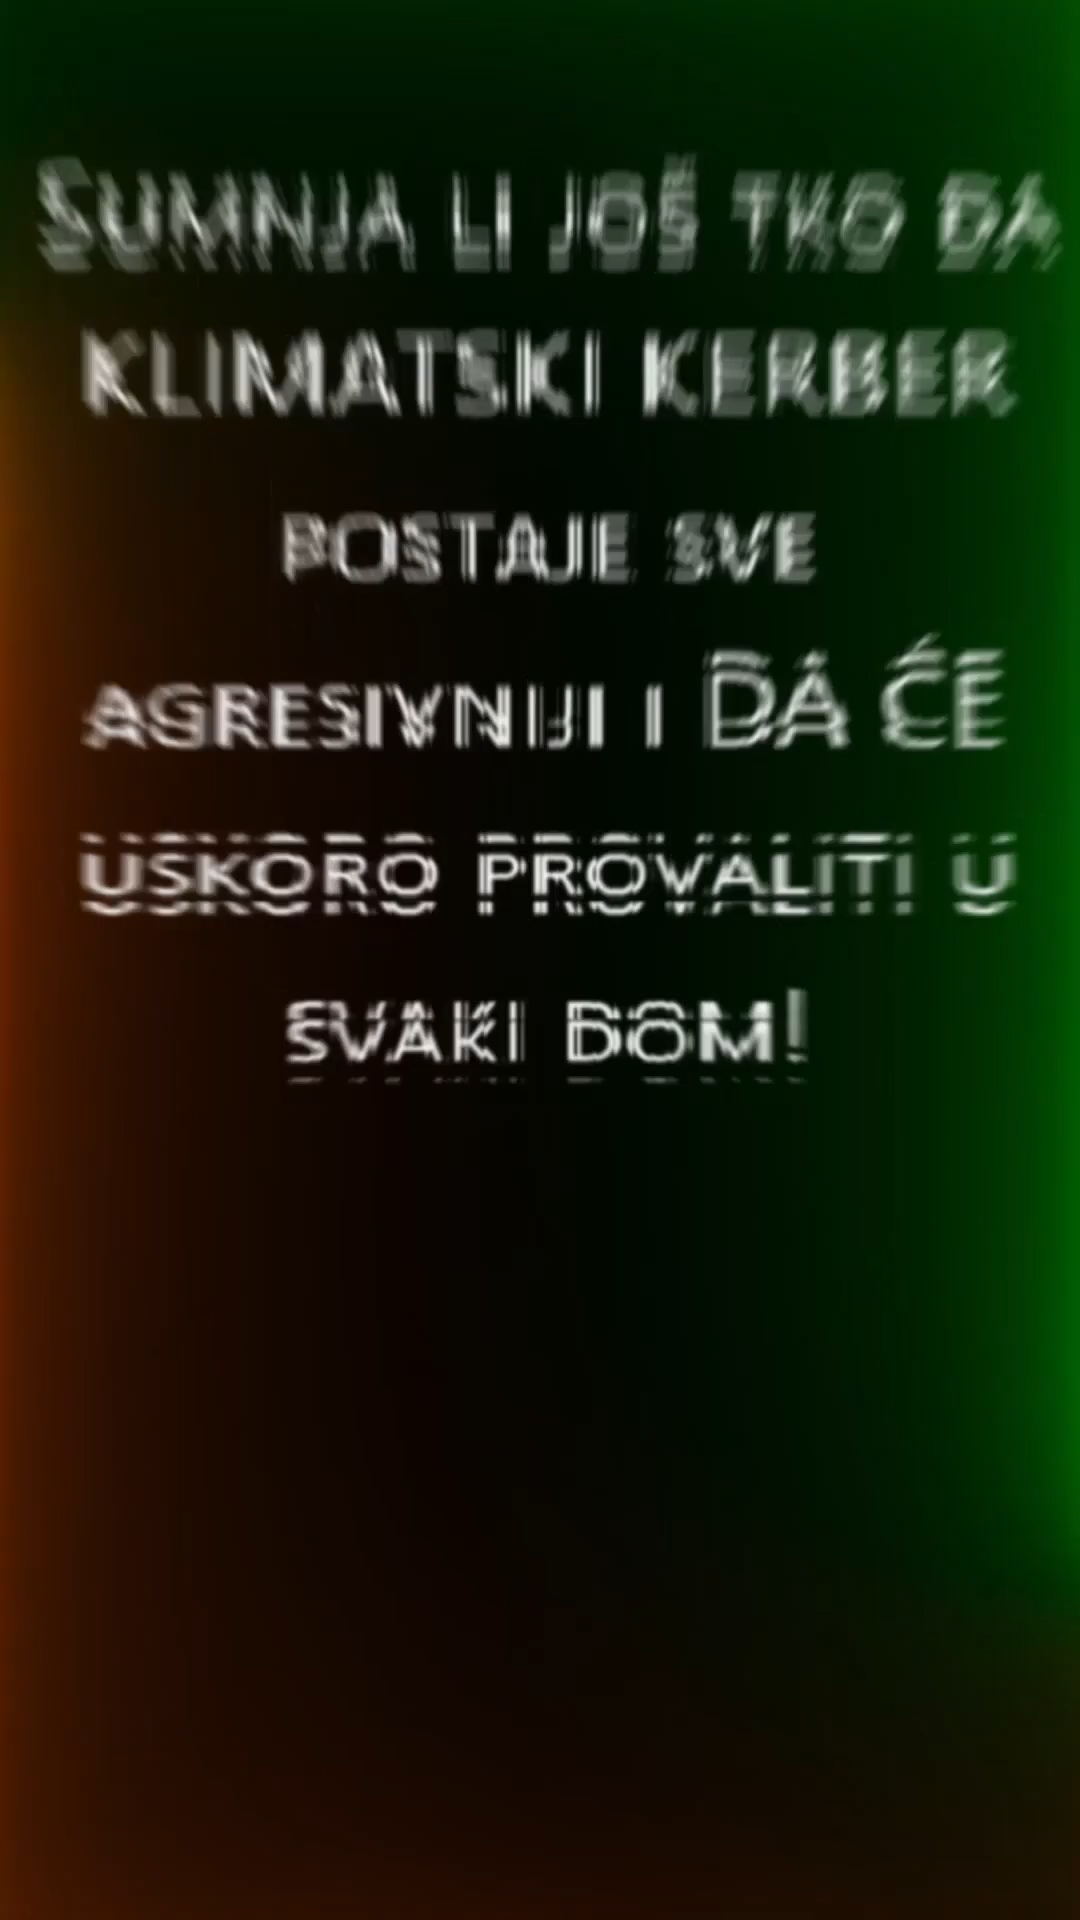 SUMNJA LI JOŠ TKO DA
KLIMATSKI KERBER
POSTAJE SVE
AGRESIVNIJI I DA ĆE
USKORO PROVALITI U
SVAKI DOM!